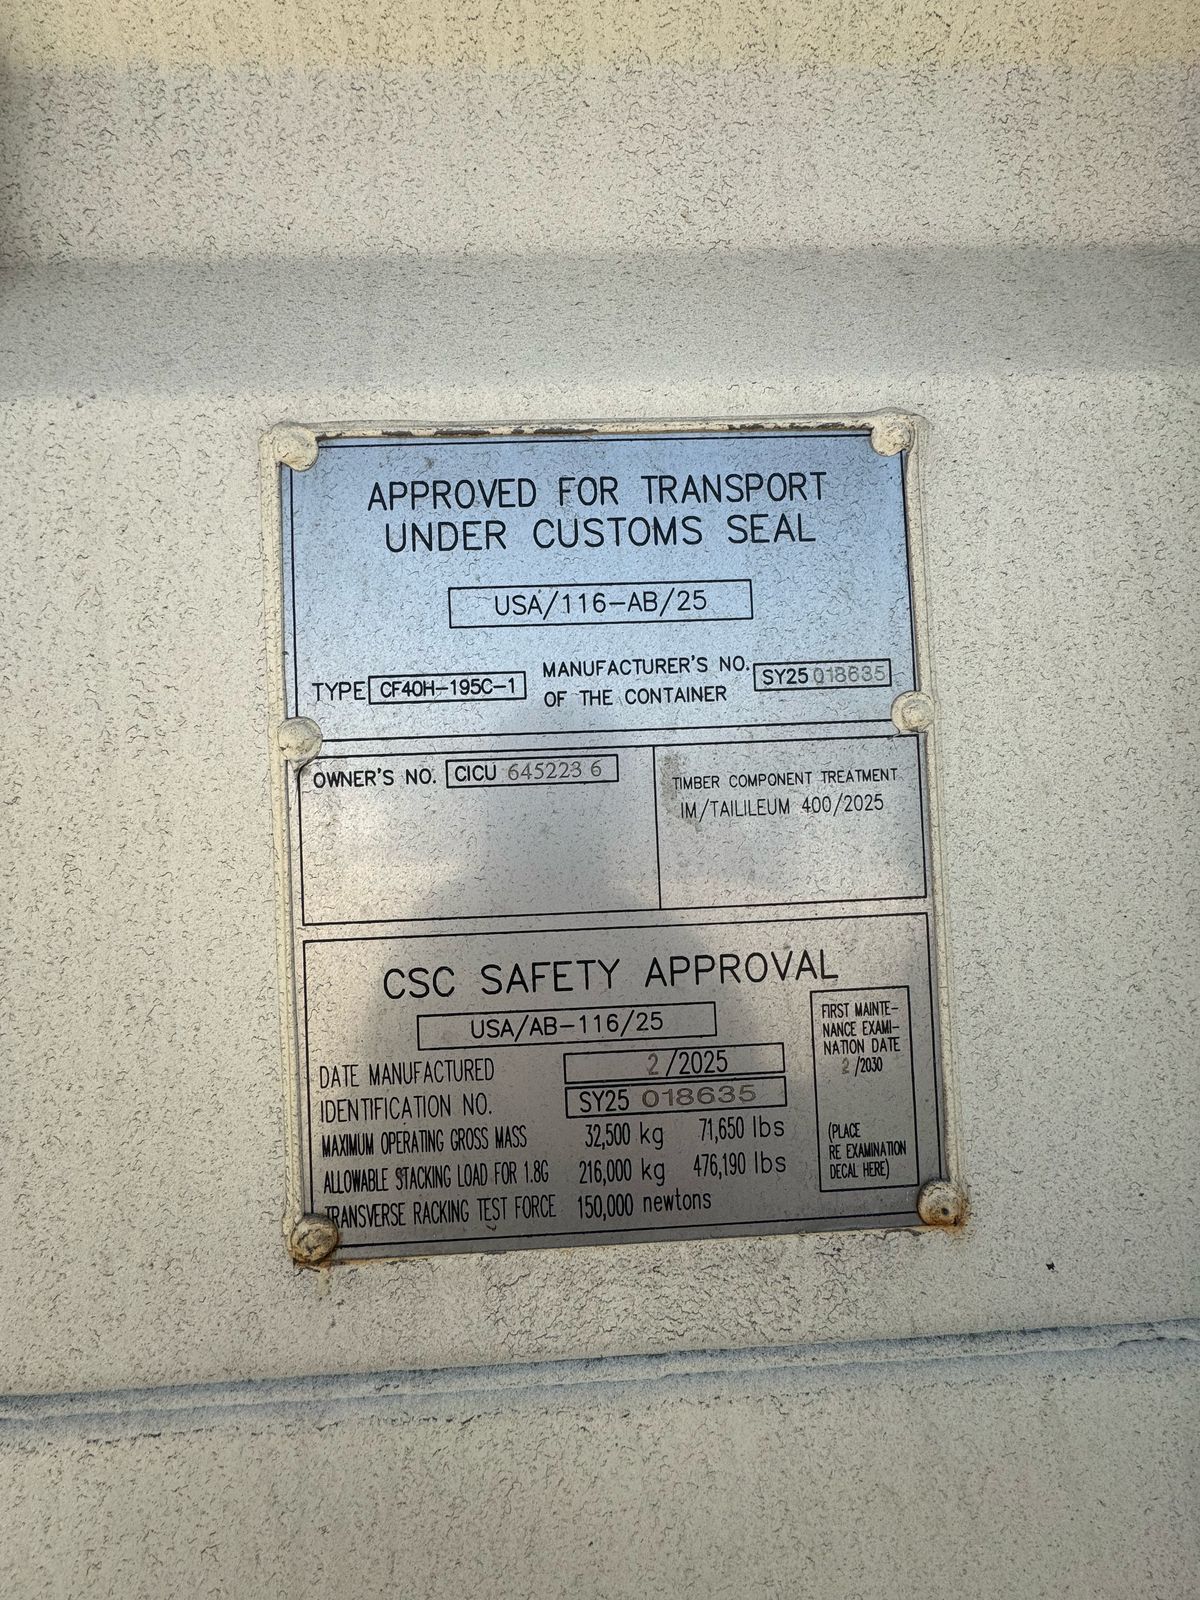 APPROVED FOR TRANSPORT
UNDER CUSTOMS SEAL
USA/116-AB/25
TYPE CF40H-195C-1
MANUFACTURER'S NO.
OF THE CONTAINER
SY25 018635
OWNER'S NO. CICU 645223 6
TIMBER COMPONENT TREATMENT
IM/TAILILEUM 400/2025
CSC SAFETY APPROVAL
USA/AB-116/25
DATE MANUFACTURED 2/2025
IDENTIFICATION NO. SY25 018635
MAXIMUM OPERATING GROSS MASS 32,500 kg 71,650 lbs
ALLOWABLE STACKING LOAD FOR 1.8G 216,000 kg 476,190 lbs
TRANSVERSE RACKING TEST FORCE 150,000 newtons
FIRST MAINTE-
NANCE EXAMI-
NATION DATE
2/2030
(PLACE
RE EXAMINATION
DECAL HERE)